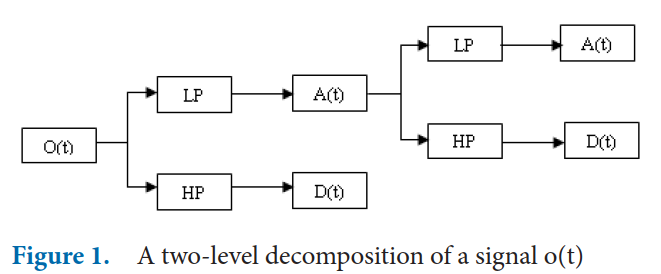 LP
A(t)
LP
A(t)
O(t)
HP
D(t)
HP
D(t)
Figure 1. A two-level decomposition of a signal o(t)